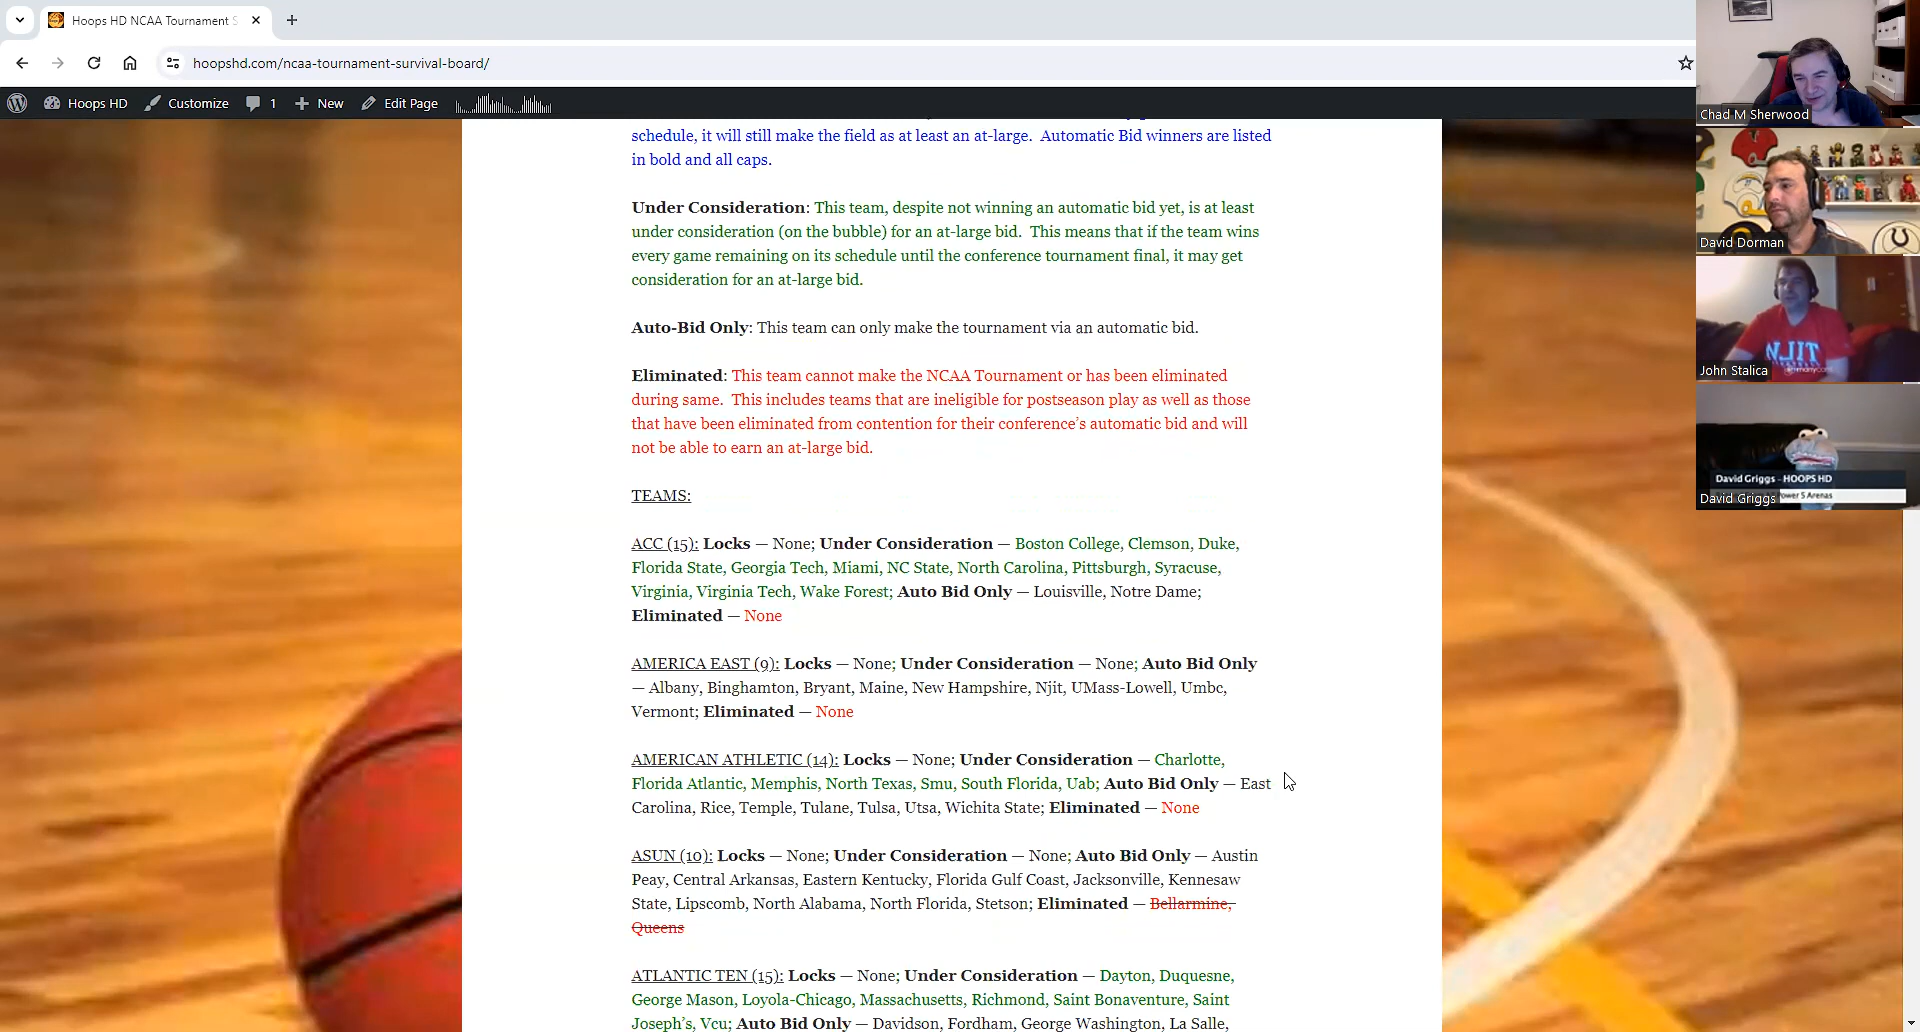 Hoops HD NCAA Tournament S
hoopshd.com/ncaa-tournament-survival-board/
Hoops HD
Customize
1
New
Edit Page
schedule, it will still make the field as at least an at-large. Automatic Bid winners are listed
in bold and all caps.
Under Consideration: This team, despite not winning an automatic bid yet, is at least
under consideration (on the bubble) for an at-large bid. This means that if the team wins
every game remaining on its schedule until the conference tournament final, it may get
consideration for an at-large bid.
Auto-Bid Only: This team can only make the tournament via an automatic bid.
Eliminated: This team cannot make the NCAA Tournament or has been eliminated
during same. This includes teams that are ineligible for postseason play as well as those
that have been eliminated from contention for their conference's automatic bid and will
not be able to earn an at-large bid.
TEAMS:
ACC (15): Locks — None; Under Consideration — Boston College, Clemson, Duke,
Florida State, Georgia Tech, Miami, NC State, North Carolina, Pittsburgh, Syracuse,
Virginia, Virginia Tech, Wake Forest; Auto Bid Only — Louisville, Notre Dame;
Eliminated — None
AMERICA EAST (9): Locks — None; Under Consideration — None; Auto Bid Only
— Albany, Binghamton, Bryant, Maine, New Hampshire, Njit, UMass-Lowell, Umbc,
Vermont; Eliminated — None
AMERICAN ATHLETIC (14): Locks — None; Under Consideration — Charlotte,
Florida Atlantic, Memphis, North Texas, Smu, South Florida, Uab; Auto Bid Only — East
Carolina, Rice, Temple, Tulane, Tulsa, Utsa, Wichita State; Eliminated — None
ASUN (10): Locks — None; Under Consideration — None; Auto Bid Only — Austin
Peay, Central Arkansas, Eastern Kentucky, Florida Gulf Coast, Jacksonville, Kennesaw
State, Lipscomb, North Alabama, North Florida, Stetson; Eliminated — Bellarmine,
Queens
ATLANTIC TEN (15): Locks — None; Under Consideration — Dayton, Duquesne,
George Mason, Loyola-Chicago, Massachusetts, Richmond, Saint Bonaventure, Saint
Joseph's, Vcu; Auto Bid Only — Davidson, Fordham, George Washington, La Salle,
Chad M Sherwood
David Dorman
NJIT
John Stalica
David Griggs - HOOPS HD
Power 5 Arenas
David Griggs